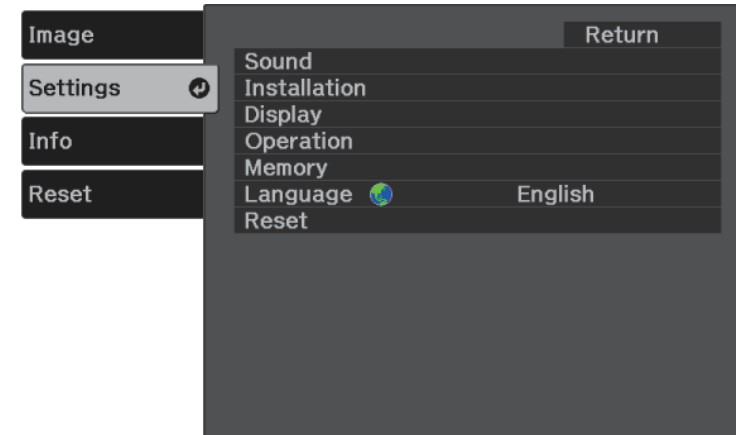 Image
Settings
Info
Reset
Return
Sound
Installation
Display
Operation
Memory
Language English
Reset